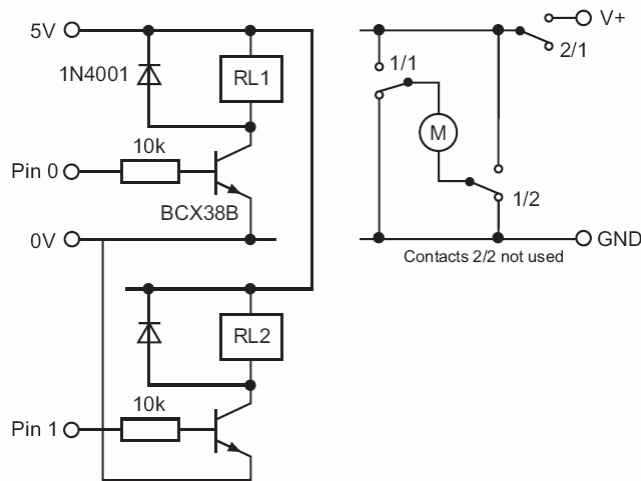 5V
V+
1N4001
RL1
1/1
2/1
10k
M
Pin 0
BCX38B
1/2
0V
GND
Contacts 2/2 not used
RL2
10k
Pin 1